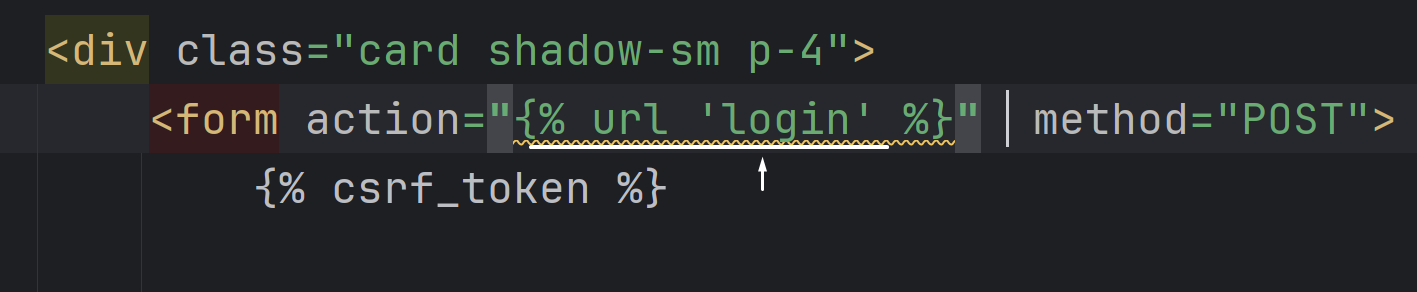 <div class="card shadow-sm p-4">
<form action="{% url 'login' %}" method="POST">
{% csrf_token %}